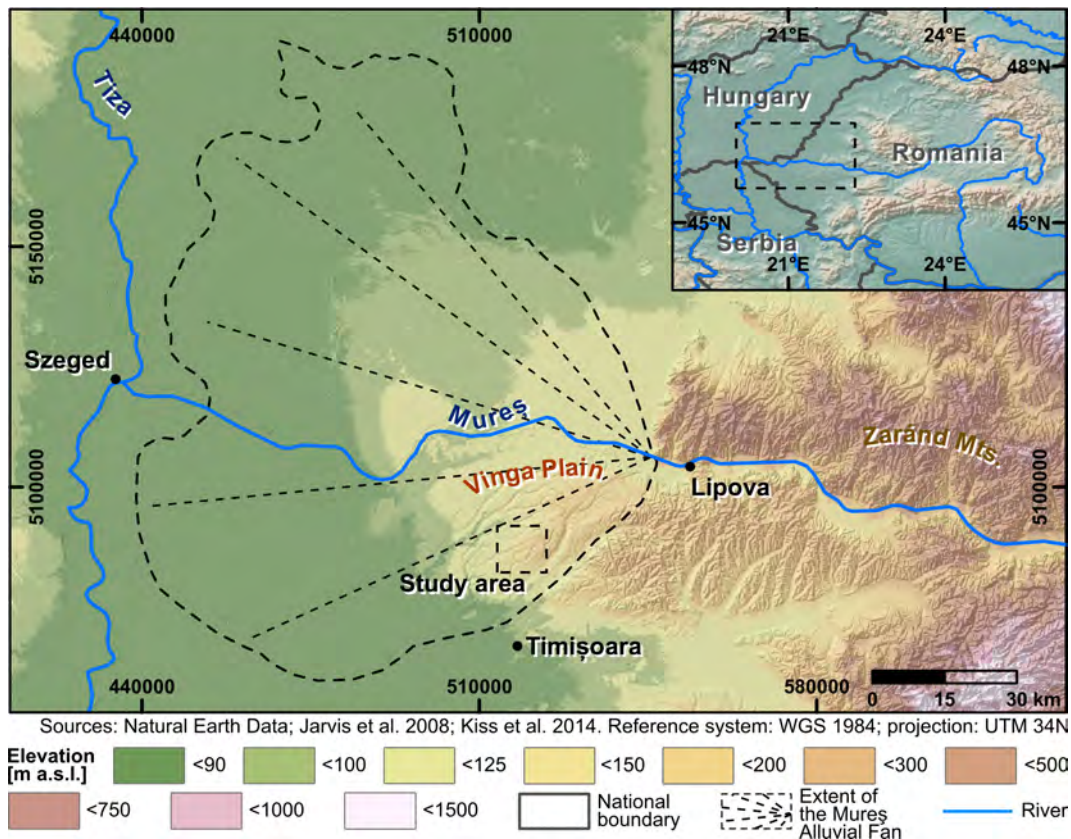 440000
510000
Tiza
21°E
24°E
48°N
48°N
Hungary
Romania
45°N
45°N
Serbia
21°E
24°E
5150000
Szeged
Mureș
Zaránd Mts.
Vinga Plain
Lipova
5100000
5100000
Study area
Timișoara
440000
510000
580000
0 15 30 km
Sources: Natural Earth Data; Jarvis et al. 2008; Kiss et al. 2014. Reference system: WGS 1984; projection: UTM 34N
Elevation
[m a.s.l.]
<90
<100
<125
<150
<200
<300
<500
<750
<1000
<1500
National
boundary
Extent of
the Mureș
Alluvial Fan
River